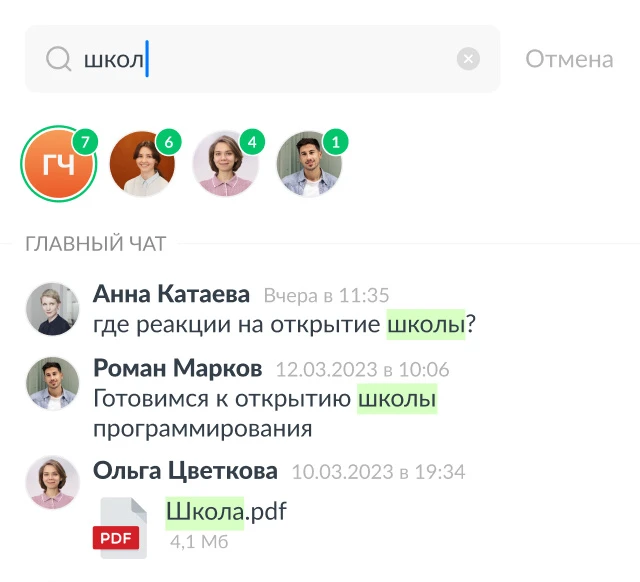 школ
Отмена
ГЧ
7
6
4
1
ГЛАВНЫЙ ЧАТ
Анна Катаева Вчера в 11:35
где реакции на открытие школы?
Роман Марков 12.03.2023 в 10:06
Готовимся к открытию школы
программирования
Ольга Цветкова 10.03.2023 в 19:34
Школа.pdf
PDF
4,1 Мб